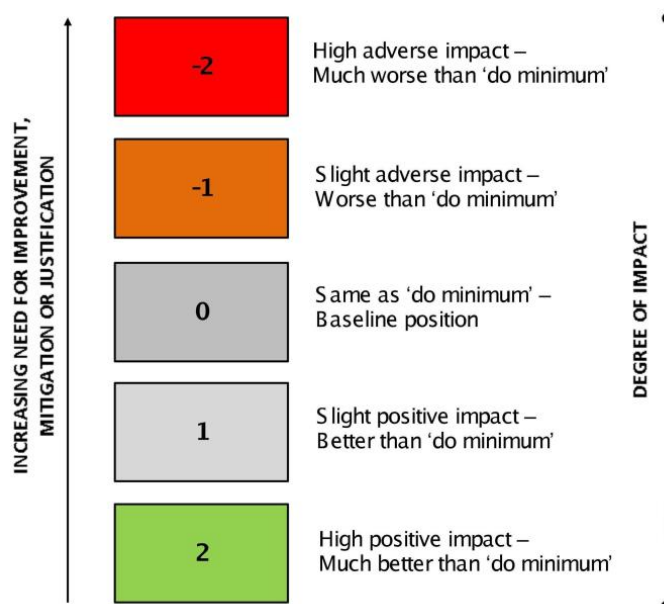 INCREASING NEED FOR IMPROVEMENT,
MITIGATION OR JUSTIFICATION
-2
High adverse impact –
Much worse than ‘do minimum’
-1
Slight adverse impact –
Worse than ‘do minimum’
0
Same as ‘do minimum’ –
Baseline position
1
Slight positive impact –
Better than ‘do minimum’
2
High positive impact –
Much better than ‘do minimum’
DEGREE OF IMPACT